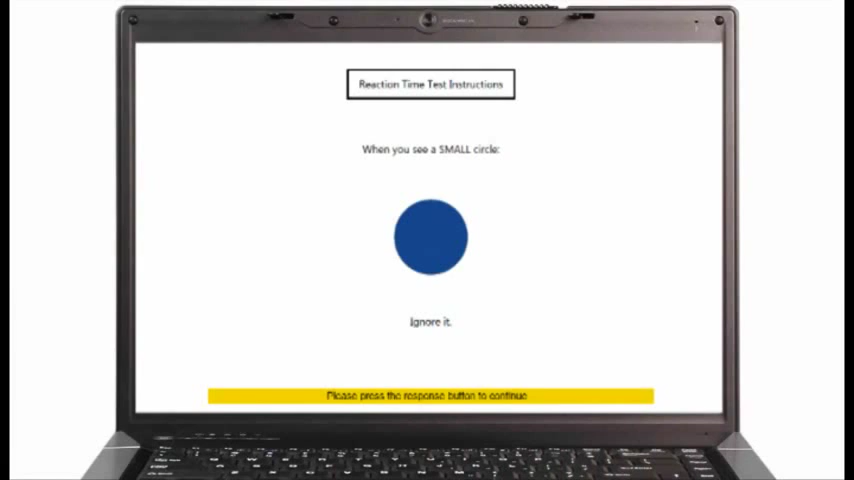 Reaction Time Test Instructions
When you see a SMALL circle:
Ignore it.
Please press the response button to continue